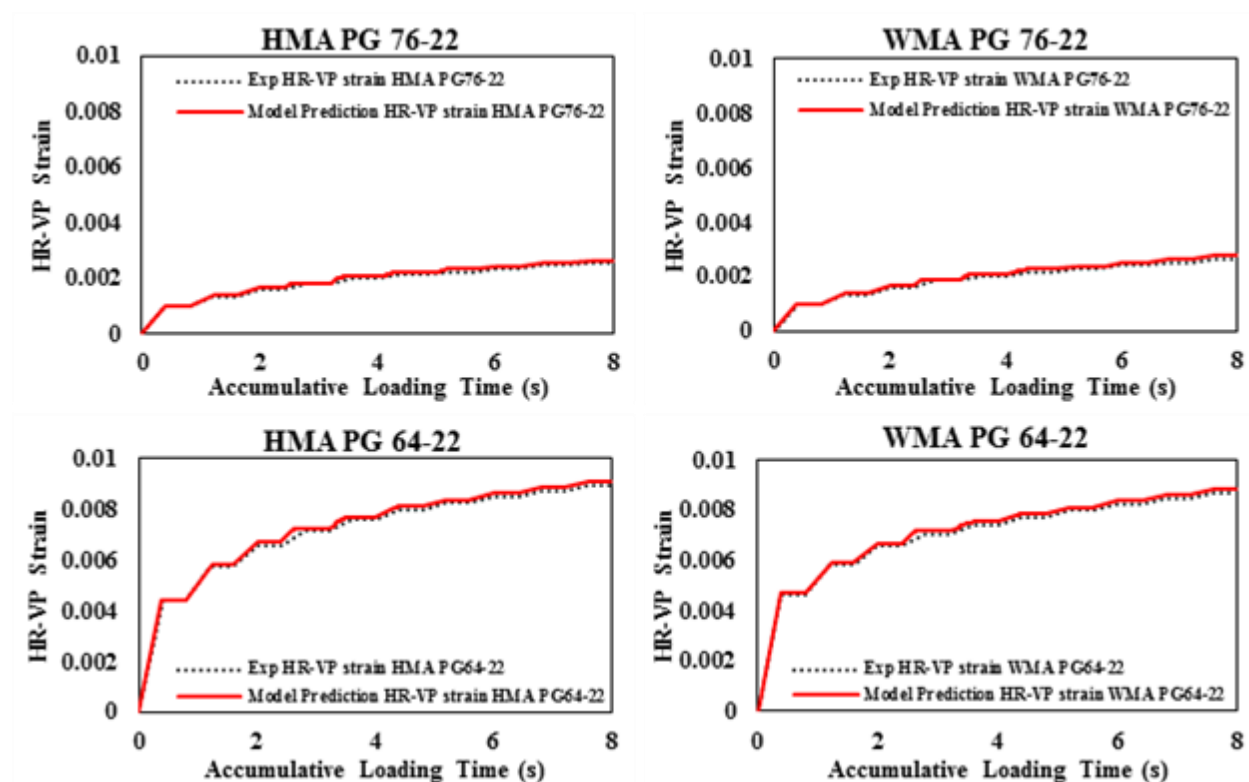 HMA PG 76-22
0.01
0.008
0.006
0.004
0.002
0
HR-VP Strain
Exp HR-VP strain HMA PG76-22
Model Prediction HR-VP strain HMA PG76-22
0 2 4 6 8
Accumulative Loading Time (s)
WMA PG 76-22
0.01
0.008
0.006
0.004
0.002
0
HR-VP Strain
Exp HR-VP strain WMA PG76-22
Model Prediction HR-VP strain WMA PG76-22
0 2 4 6 8
Accumulative Loading Time (s)
HMA PG 64-22
0.01
0.008
0.006
0.004
0.002
0
HR-VP Strain
Exp HR-VP strain HMA PG64-22
Model Prediction HR-VP strain HMA PG64-22
0 2 4 6 8
Accumulative Loading Time (s)
WMA PG 64-22
0.01
0.008
0.006
0.004
0.002
0
HR-VP Strain
Exp HR-VP strain WMA PG64-22
Model Prediction HR-VP strain WMA PG64-22
0 2 4 6 8
Accumulative Loading Time (s)